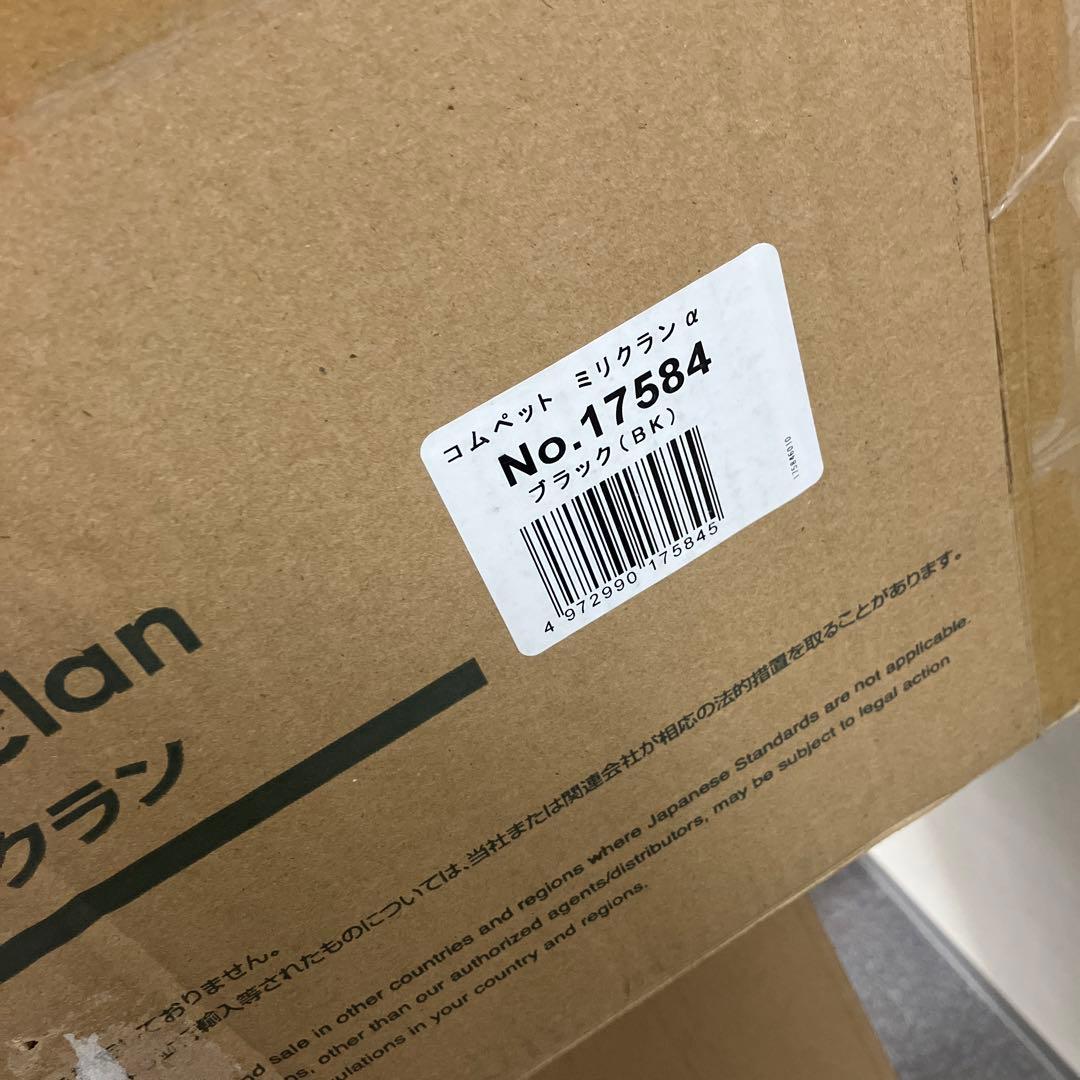 コムペット ミリクラン α
No.17584
ブラック(BK)
4 972990 175845
175846010
clan
クラン
ておりません。
輸入等されたものについては、当社または関連会社が相応の法的措置を取ることがあります。
nd sale in other countries and regions where Japanese Standards are not applicable.
s, other than our authorized agents/distributors, may be subject to legal action
ulations in your country and regions.